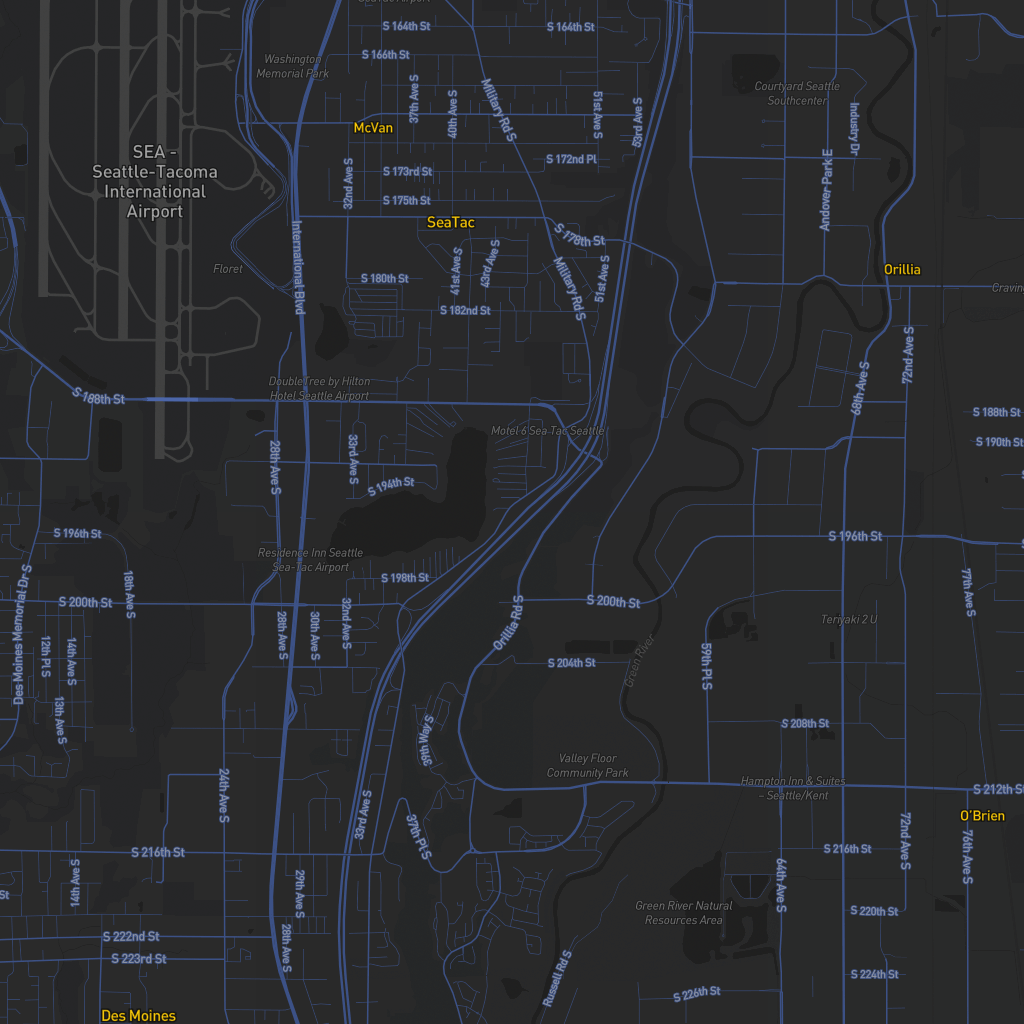 SeaTac Airport
S 164th St
S 164th St
S 166th St
Washington
Memorial Park
37th Ave S
40th Ave S
Military Rd S
51st Ave S
53rd Ave S
Courtyard Seattle
Southcenter
Industry Dr
McVan
SEA -
Seattle-Tacoma
International
Airport
32nd Ave S
S 172nd Pl
S 173rd St
S 175th St
Andover Park E
SeaTac
S 178th St
International Blvd
Floret
41st Ave S
43rd Ave S
Military Rd S
51st Ave S
S 180th St
Orillia
S 182nd St
72nd Ave S
68th Ave S
DoubleTree by Hilton
Hotel Seattle Airport
S 188th St
S 188th St
Motel 6 Sea Tac Seattle
S 190th St
28th Ave S
33rd Ave S
S 194th St
S 196th St
S 196th St
Residence Inn Seattle
Sea-Tac Airport
S 198th St
18th Ave S
77th Ave S
Des Moines Memorial Dr S
S 200th St
S 200th St
28th Ave S
30th Ave S
32nd Ave S
Orillia Rd S
Teriyaki 2 U
12th Pl S
14th Ave S
Green River
S 204th St
59th Pl S
13th Ave S
39th Way S
S 208th St
Valley Floor
Community Park
24th Ave S
Hampton Inn & Suites
- Seattle/Kent
S 212th St
33rd Ave S
37th Pl S
O'Brien
72nd Ave S
76th Ave S
S 216th St
S 216th St
14th Ave S
29th Ave S
64th Ave S
St
Green River Natural
Resources Area
S 220th St
S 222nd St
28th Ave S
S 223rd St
Russell Rd S
S 224th St
S 226th St
Des Moines